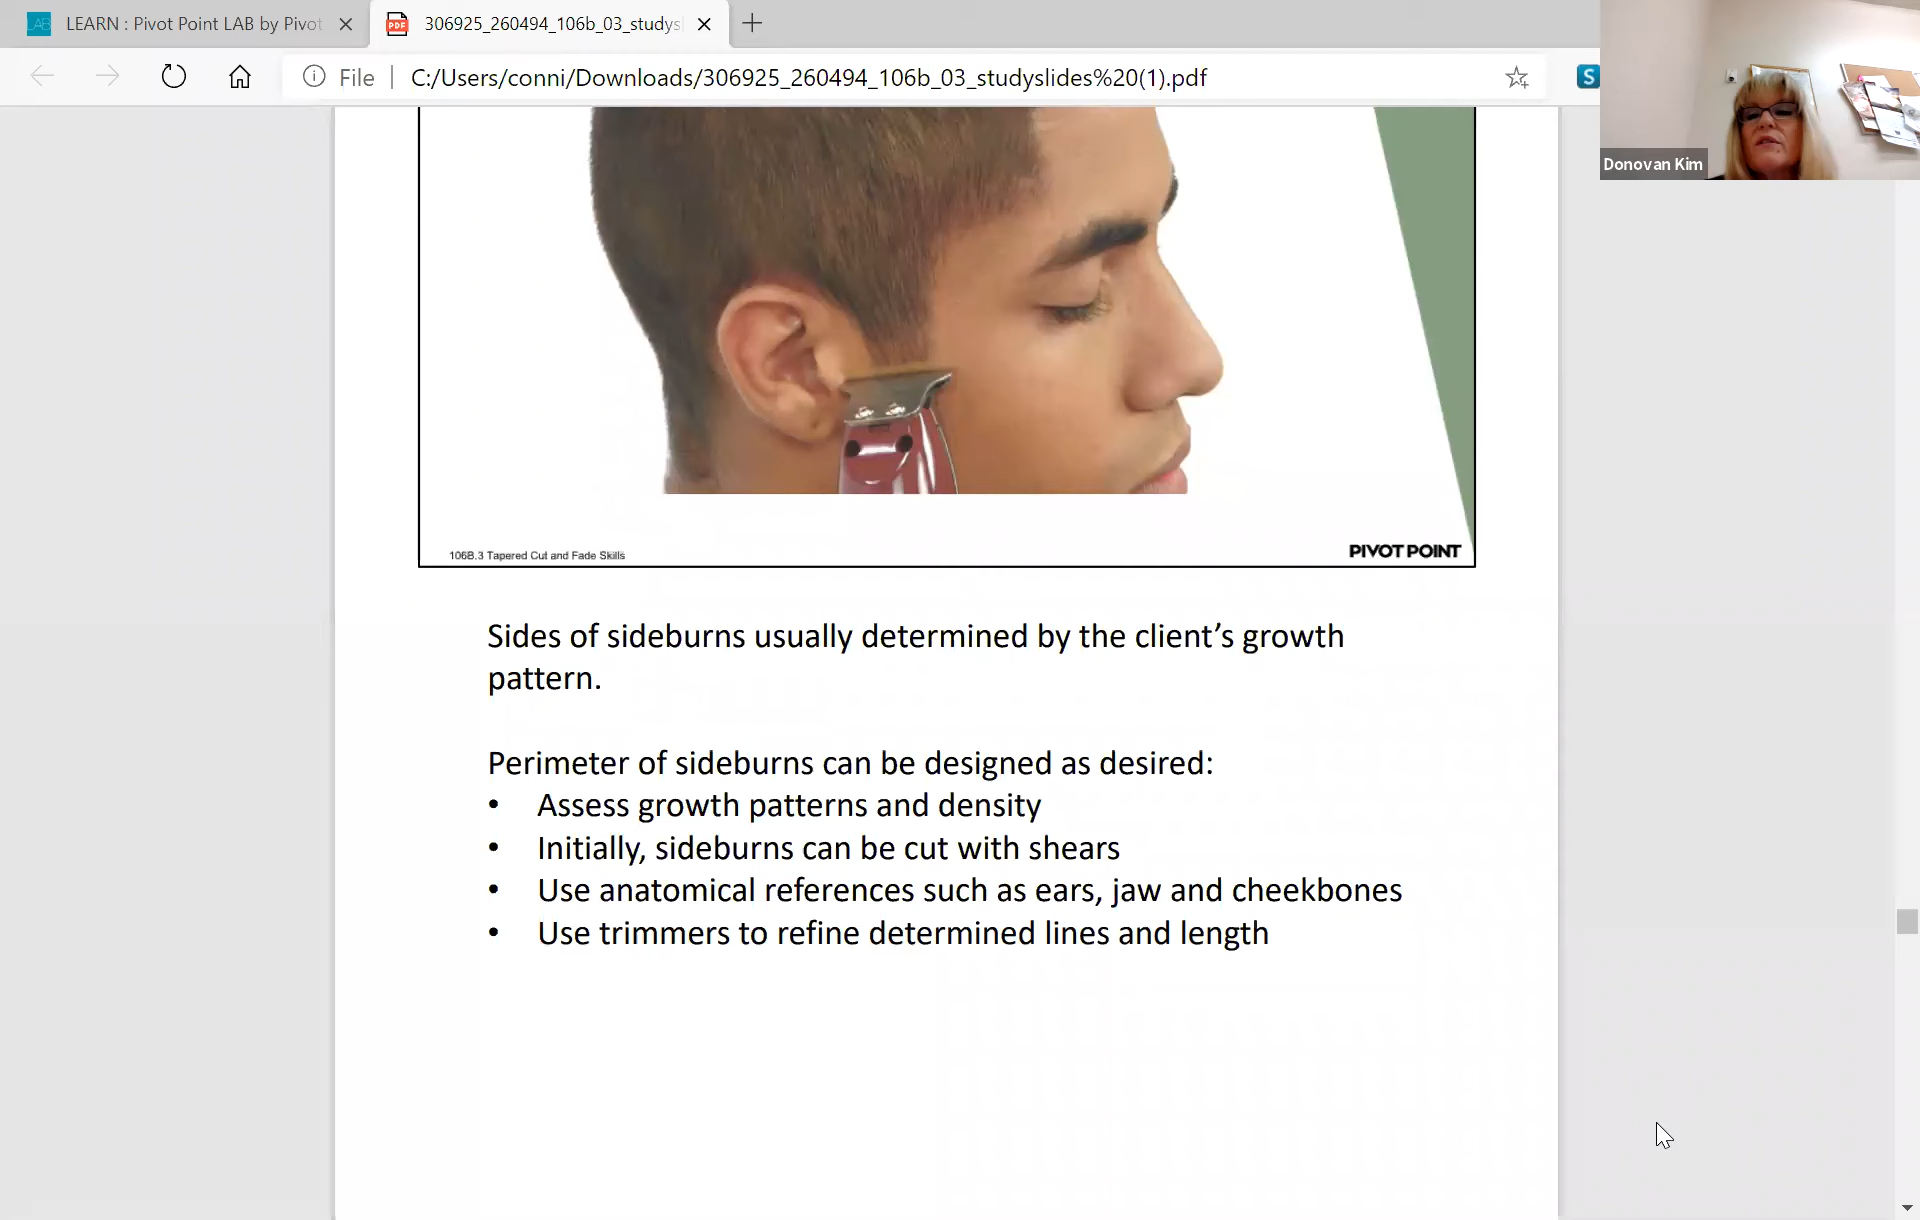 LAB LEARN : Pivot Point LAB by Pivot
PDF 306925_260494_106b_03_studys
File C:/Users/conni/Downloads/306925_260494_106b_03_studyslides%20(1).pdf
S
Donovan Kim
106B.3 Tapered Cut and Fade Skills
PIVOT POINT
Sides of sideburns usually determined by the client’s growth
pattern.
Perimeter of sideburns can be designed as desired:
• Assess growth patterns and density
• Initially, sideburns can be cut with shears
• Use anatomical references such as ears, jaw and cheekbones
• Use trimmers to refine determined lines and length